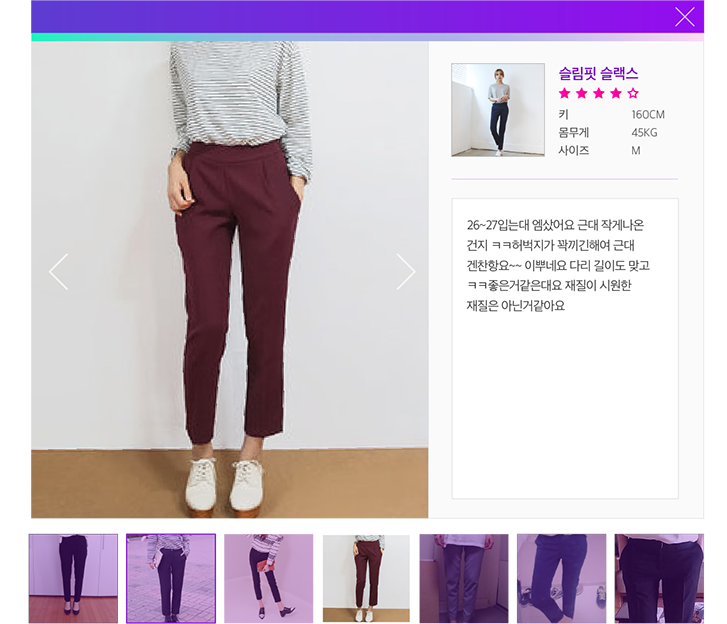 슬림핏 슬랙스
키 160CM
몸무게 45KG
사이즈 M
26~27입는대 엠샀어요 근대 작게나온
건지 ㅋㅋ허벅지가 꽉끼긴해여 근대
겐찬항요~~ 이뿌네요 다리 길이도 맞고
ㅋㅋ좋은거같은대요 재질이 시원한
재질은 아닌거같아요